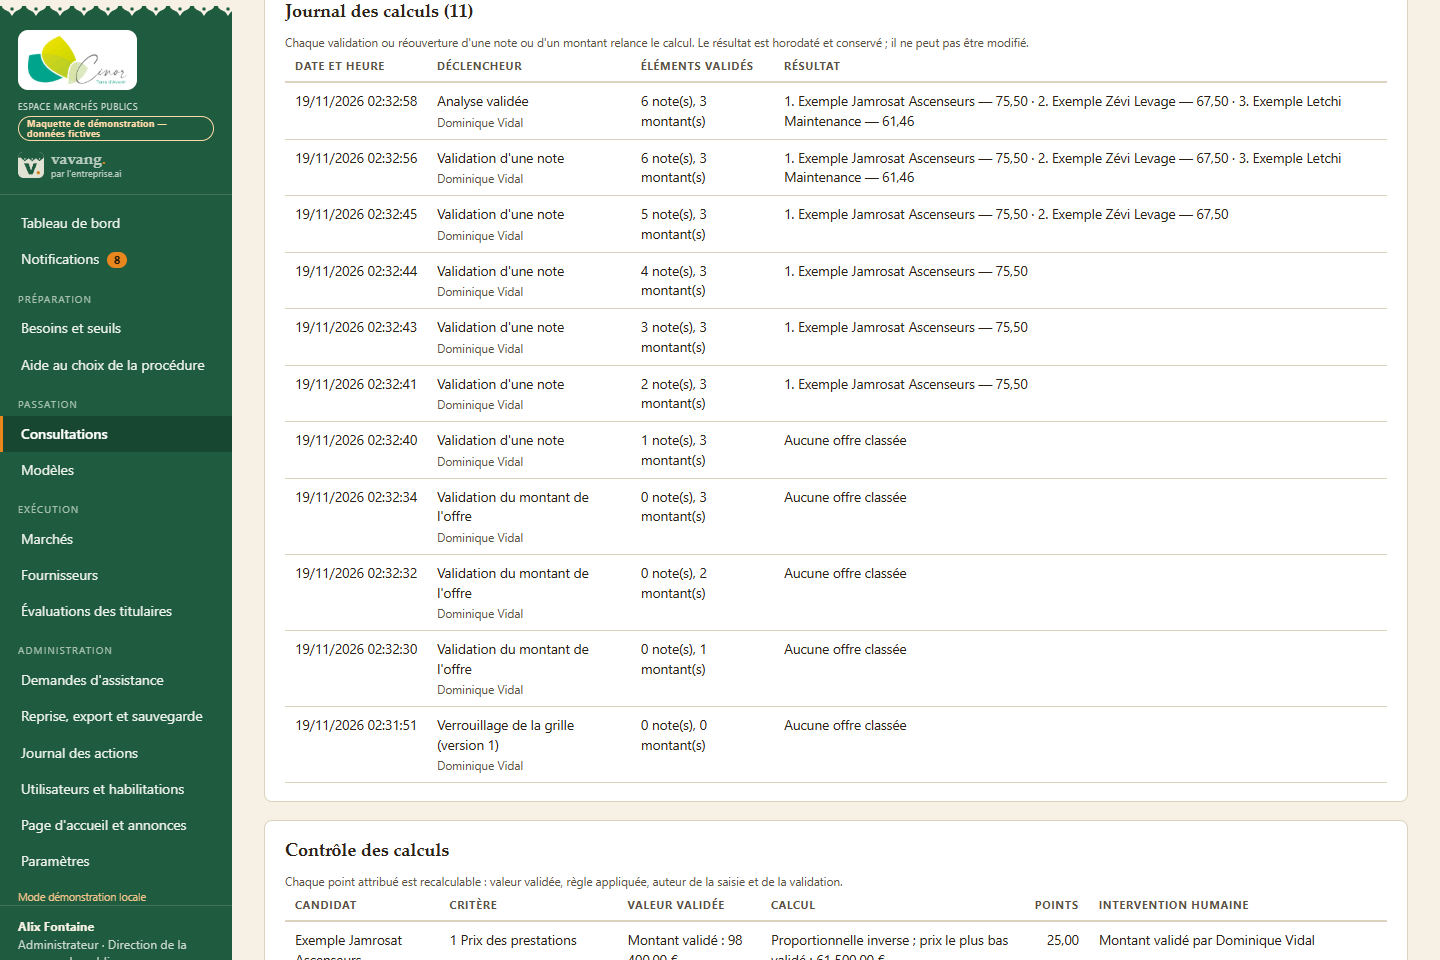 Cinor
ESPACE MARCHÉS PUBLICS
Maquette de démonstration —
données fictives
v.
vavang.
par l'entreprise.ai
Tableau de bord
Notifications 8
PRÉPARATION
Besoins et seuils
Aide au choix de la procédure
PASSATION
Consultations
Modèles
EXÉCUTION
Marchés
Fournisseurs
Évaluations des titulaires
ADMINISTRATION
Demandes d'assistance
Reprise, export et sauvegarde
Journal des actions
Utilisateurs et habilitations
Page d'accueil et annonces
Paramètres
Mode démonstration locale
Alix Fontaine
Administrateur · Direction de la
Journal des calculs (11)
Chaque validation ou réouverture d'une note ou d'un montant relance le calcul. Le résultat est horodaté et conservé ; il ne peut pas être modifié.
DATE ET HEURE DÉCLENCHEUR ÉLÉMENTS VALIDÉS RÉSULTAT
19/11/2026 02:32:58 Analyse validée 6 note(s), 3 1. Exemple Jamrosat Ascenseurs — 75,50 · 2. Exemple Zévi Levage — 67,50 · 3. Exemple Letchi
Dominique Vidal montant(s) Maintenance — 61,46
19/11/2026 02:32:56 Validation d'une note 6 note(s), 3 1. Exemple Jamrosat Ascenseurs — 75,50 · 2. Exemple Zévi Levage — 67,50 · 3. Exemple Letchi
Dominique Vidal montant(s) Maintenance — 61,46
19/11/2026 02:32:45 Validation d'une note 5 note(s), 3 1. Exemple Jamrosat Ascenseurs — 75,50 · 2. Exemple Zévi Levage — 67,50
Dominique Vidal montant(s)
19/11/2026 02:32:44 Validation d'une note 4 note(s), 3 1. Exemple Jamrosat Ascenseurs — 75,50
Dominique Vidal montant(s)
19/11/2026 02:32:43 Validation d'une note 3 note(s), 3 1. Exemple Jamrosat Ascenseurs — 75,50
Dominique Vidal montant(s)
19/11/2026 02:32:41 Validation d'une note 2 note(s), 3 1. Exemple Jamrosat Ascenseurs — 75,50
Dominique Vidal montant(s)
19/11/2026 02:32:40 Validation d'une note 1 note(s), 3 Aucune offre classée
Dominique Vidal montant(s)
19/11/2026 02:32:34 Validation du montant de 0 note(s), 3 Aucune offre classée
l'offre montant(s)
Dominique Vidal
19/11/2026 02:32:32 Validation du montant de 0 note(s), 2 Aucune offre classée
l'offre montant(s)
Dominique Vidal
19/11/2026 02:32:30 Validation du montant de 0 note(s), 1 Aucune offre classée
l'offre montant(s)
Dominique Vidal
19/11/2026 02:31:51 Verrouillage de la grille 0 note(s), 0 Aucune offre classée
(version 1) montant(s)
Dominique Vidal
Contrôle des calculs
Chaque point attribué est recalculable : valeur validée, règle appliquée, auteur de la saisie et de la validation.
CANDIDAT CRITÈRE VALEUR VALIDÉE CALCUL POINTS INTERVENTION HUMAINE
Exemple Jamrosat 1 Prix des prestations Montant validé : 98 Proportionnelle inverse ; prix le plus bas 25,00 Montant validé par Dominique Vidal
Ascenseurs 400,00 € validé : 61 500,00 €